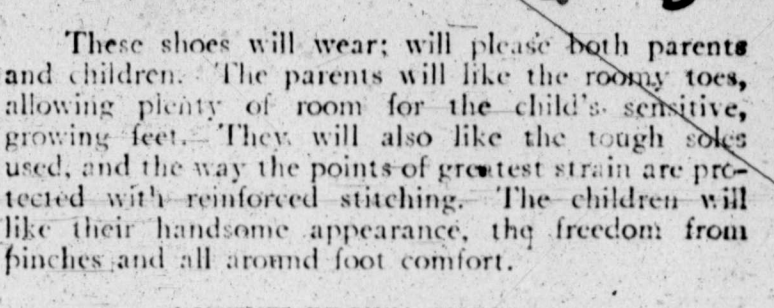 These shoes will wear; will please both parents
and children. The parents will like the roomy toes,
allowing plenty of room for the child's sensitive,
growing feet. They will also like the tough soles
used, and the way the points of greatest strain are pro-
tected with reinforced stitching. The children will
like their handsome appearance, the freedom from
pinches and all around foot comfort.